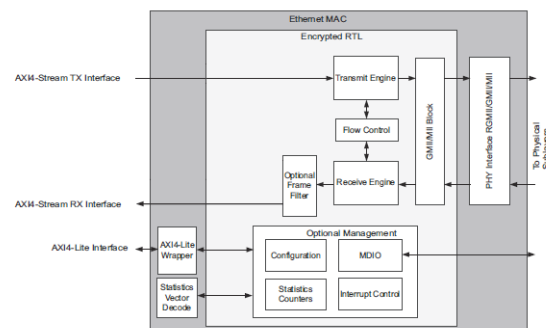 Ethernet MAC
Encrypted RTL
AXI4-Stream TX Interface
Transmit Engine
Flow Control
GMII/MII Block
PHY Interface RGMII/GMII/MII
To Physical
Sublayers
Optional
Frame
Filter
Receive Engine
AXI4-Stream RX Interface
Optional Management
AXI4-Lite Interface
AXI4-Lite
Wrapper
Configuration
MDIO
Statistics
Vector
Decode
Statistics
Counters
Interrupt Control